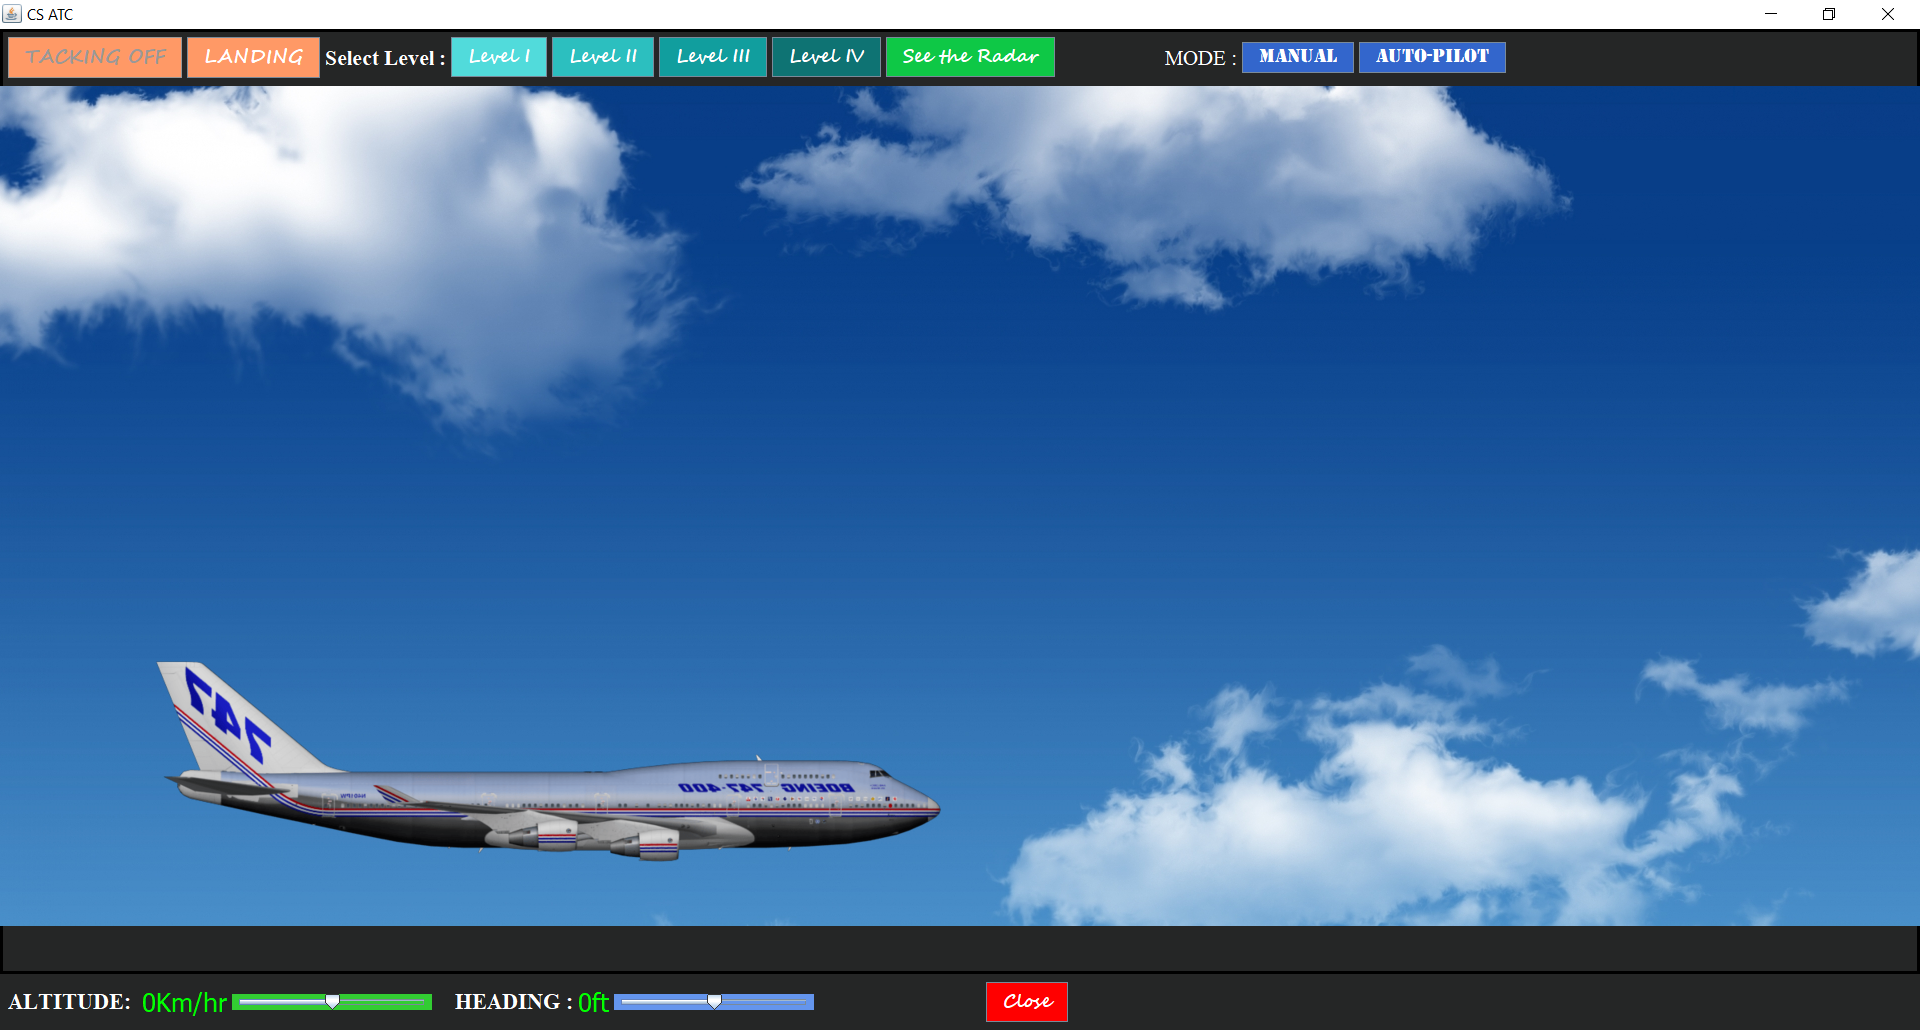 CS ATC
TACKING OFF LANDING Select Level : Level I Level II Level III Level IV See the Radar MODE : MANUAL AUTO-PILOT
747
BOEING 747-400
ALTITUDE: 0Km/hr HEADING : 0ft Close